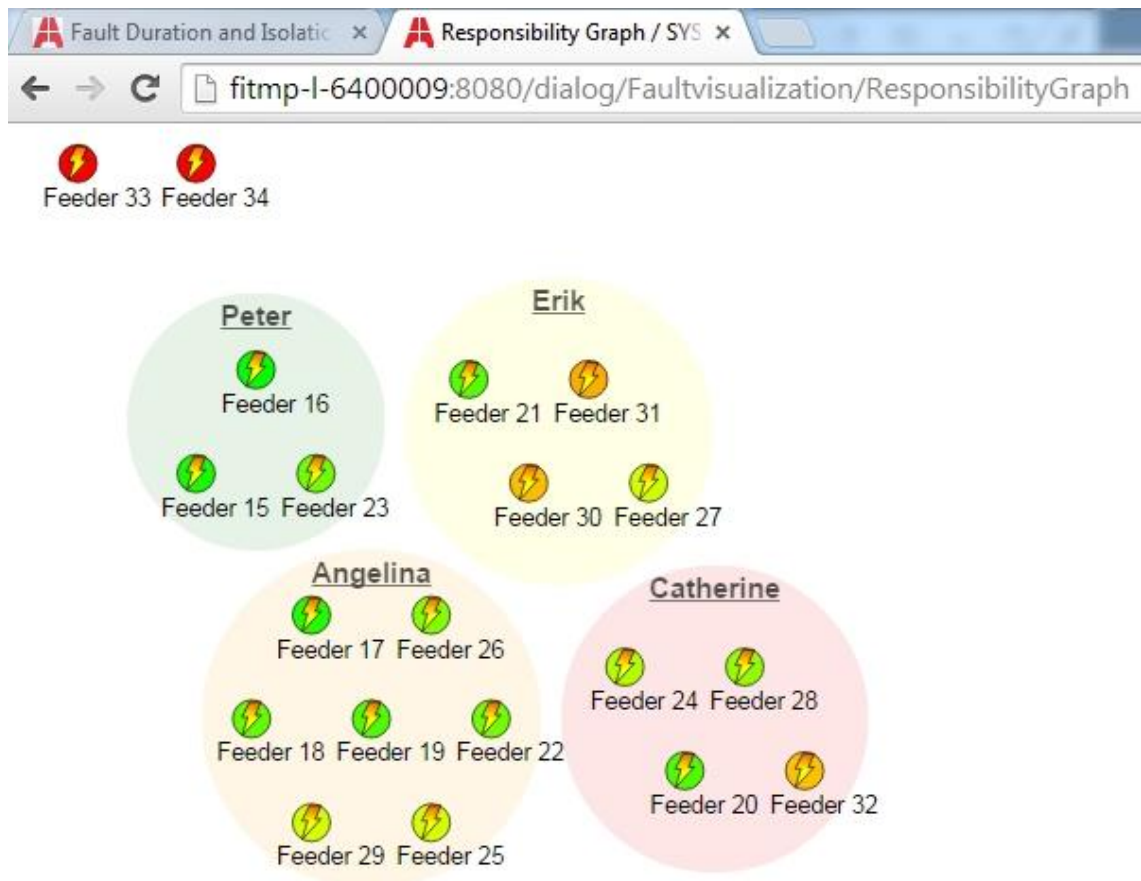 Fault Duration and Isolatic
Responsibility Graph / SYS
fitmp-l-6400009:8080/dialog/Faultvisualization/ResponsibilityGraph
Feeder 33 Feeder 34
Peter
Feeder 16
Feeder 15 Feeder 23
Erik
Feeder 21 Feeder 31
Feeder 30 Feeder 27
Angelina
Feeder 17 Feeder 26
Feeder 18 Feeder 19 Feeder 22
Feeder 29 Feeder 25
Catherine
Feeder 24 Feeder 28
Feeder 20 Feeder 32